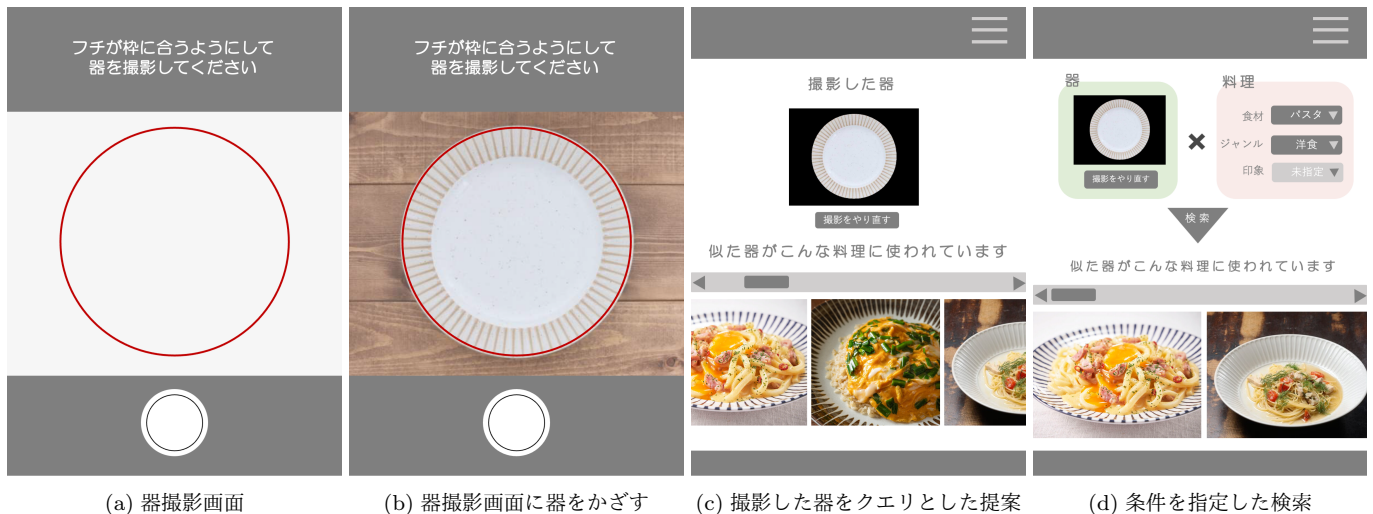 フチが枠に合うようにして
器を撮影してください
(a) 器撮影画面
フチが枠に合うようにして
器を撮影してください
(b) 器撮影画面に器をかざす
撮影した器
撮影をやり直す
似た器がこんな料理に使われています
(c) 撮影した器をクエリとした提案
器
撮影をやり直す
料理
食材 パスタ
ジャンル 洋食
印象 未指定
検索
似た器がこんな料理に使われています
(d) 条件を指定した検索